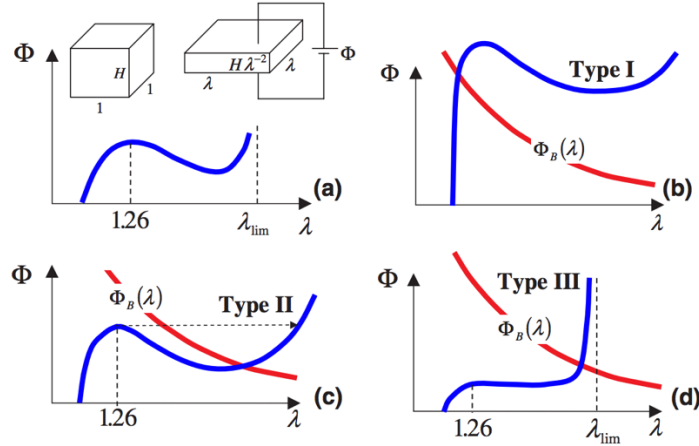 Φ
H
1
1
H λ⁻²
λ
λ
Φ
1.26
λlim
λ
(a)
Φ
Type I
ΦB(λ)
λ
(b)
Φ
ΦB(λ)
Type II
1.26
λ
(c)
Φ
Type III
ΦB(λ)
1.26
λlim
λ
(d)